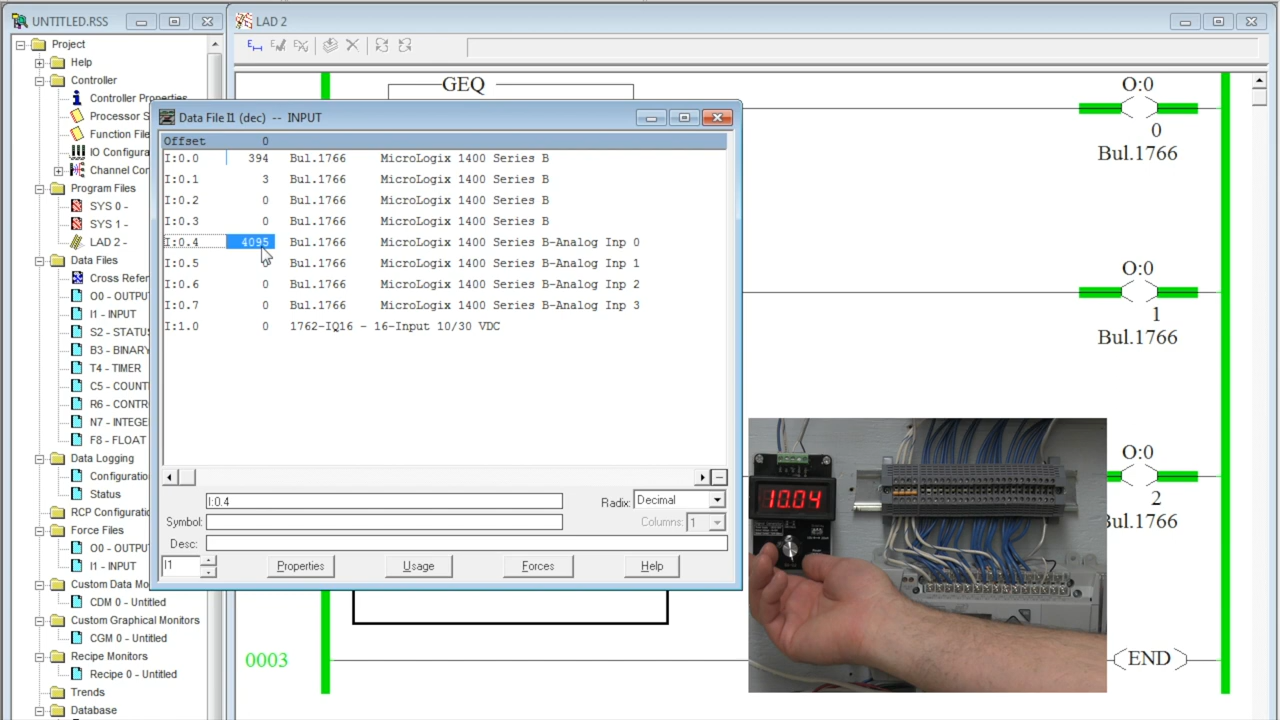 UNTITLED.RSS
Project
Help
Controller
Controller Properties
Processor S
Function File
IO Configura
Channel Con
Program Files
SYS 0 -
SYS 1 -
LAD 2 -
Data Files
Cross Refer
O0 - OUTPU
I1 - INPUT
S2 - STATU
B3 - BINARY
T4 - TIMER
C5 - COUNT
R6 - CONTR
N7 - INTEGE
F8 - FLOAT
Data Logging
Configuratio
Status
RCP Configuratio
Force Files
O0 - OUTPU
I1 - INPUT
Custom Data Mo
CDM 0 - Untitled
Custom Graphical Monitors
CGM 0 - Untitled
Recipe Monitors
Recipe 0 - Untitled
Trends
Database
LAD 2
GEQ
O:0
0
Bul.1766
O:0
1
Bul.1766
O:0
2
Bul.1766
0003
END
Data File I1 (dec) -- INPUT
Offset 0
I:0.0 394 Bul.1766 MicroLogix 1400 Series B
I:0.1 3 Bul.1766 MicroLogix 1400 Series B
I:0.2 0 Bul.1766 MicroLogix 1400 Series B
I:0.3 0 Bul.1766 MicroLogix 1400 Series B
I:0.4 4095 Bul.1766 MicroLogix 1400 Series B-Analog Inp 0
I:0.5 0 Bul.1766 MicroLogix 1400 Series B-Analog Inp 1
I:0.6 0 Bul.1766 MicroLogix 1400 Series B-Analog Inp 2
I:0.7 0 Bul.1766 MicroLogix 1400 Series B-Analog Inp 3
I:1.0 0 1762-IQ16 - 16-Input 10/30 VDC
I:0.4
Radix: Decimal
Symbol:
Columns: 1
Desc:
I1
Properties Usage Forces Help
10.04